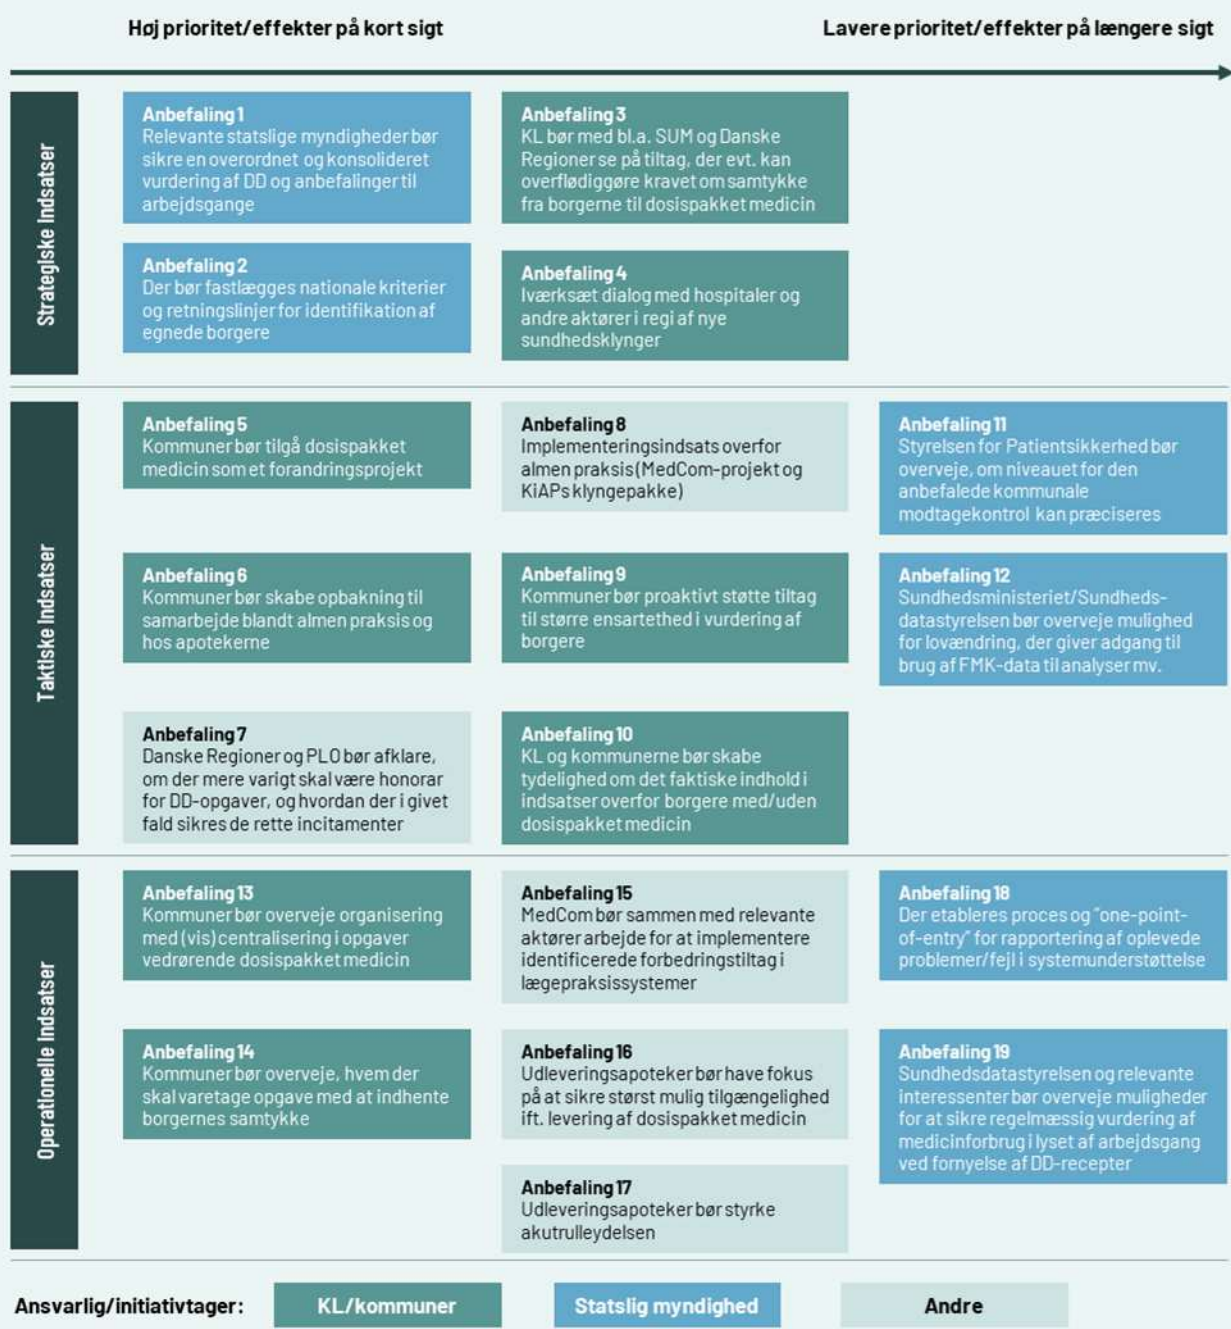 Høj prioritet/effekter på kort sigt
Lavere prioritet/effekter på længere sigt
Strategiske Indsatser
Anbefaling 1
Relevante statslige myndigheder bør
sikre en overordnet og konsolideret
vurdering af DD og anbefalinger til
arbejdsgange
Anbefaling 2
Der bør fastlægges nationale kriterier
og retningslinjer for identifikation af
egnede borgere
Anbefaling 3
KL bør med bl.a. SUM og Danske
Regioner se på tiltag, der evt. kan
overflødiggøre kravet om samtykke
fra borgerne til dosispakket medicin
Anbefaling 4
Iværksæt dialog med hospitaler og
andre aktører i regi af nye
sundhedsklynger
Taktiske Indsatser
Anbefaling 5
Kommuner bør tilgå dosispakket
medicin som et forandringsprojekt
Anbefaling 6
Kommuner bør skabe opbakning til
samarbejde blandt almen praksis og
hos apotekerne
Anbefaling 7
Danske Regioner og PLO bør afklare,
om der mere varigt skal være honorar
for DD-opgaver, og hvordan der i givet
fald sikres de rette incitamenter
Anbefaling 8
Implementeringsindsats overfor
almen praksis (MedCom-projekt og
KiAPs klyngepakke)
Anbefaling 9
Kommuner bør proaktivt støtte tiltag
til større ensartethed i vurdering af
borgere
Anbefaling 10
KL og kommunerne bør skabe
tydelighed om det faktiske indhold i
indsatser overfor borgere med/uden
dosispakket medicin
Anbefaling 11
Styrelsen for Patientsikkerhed bør
overveje, om niveauet for den
anbefalede kommunale
modtagekontrol kan præciseres
Anbefaling 12
Sundhedsministeriet/Sundheds-
datastyrelsen bør overveje mulighed
for lovændring, der giver adgang til
brug af FMK-data til analyser mv.
Operationelle Indsatser
Anbefaling 13
Kommuner bør overveje organisering
med (vis) centralisering i opgaver
vedrørende dosispakket medicin
Anbefaling 14
Kommuner bør overveje, hvem der
skal varetage opgave med at indhente
borgernes samtykke
Anbefaling 15
MedCom bør sammen med relevante
aktører arbejde for at implementere
identificerede forbedringstiltag i
lægepraksissystemer
Anbefaling 16
Udleveringsapoteker bør have fokus
på at sikre størst mulig tilgængelighed
ift. levering af dosispakket medicin
Anbefaling 17
Udleveringsapoteker bør styrke
akutrulleydelsen
Anbefaling 18
Der etableres proces og "one-point-
of-entry" for rapportering af oplevede
problemer/fejl i systemunderstøttelse
Anbefaling 19
Sundhedsdatastyrelsen og relevante
interessenter bør overveje muligheder
for at sikre regelmæssig vurdering af
medicinforbrug i lyset af arbejdsgang
ved fornyelse af DD-recepter
Ansvarlig/initiativtager:
KL/kommuner
Statslig myndighed
Andre